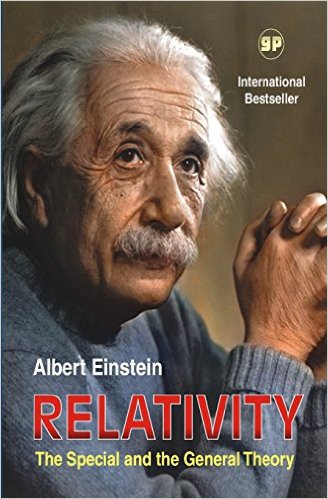 gp
International
Bestseller
Albert Einstein
RELATIVITY
The Special and the General Theory